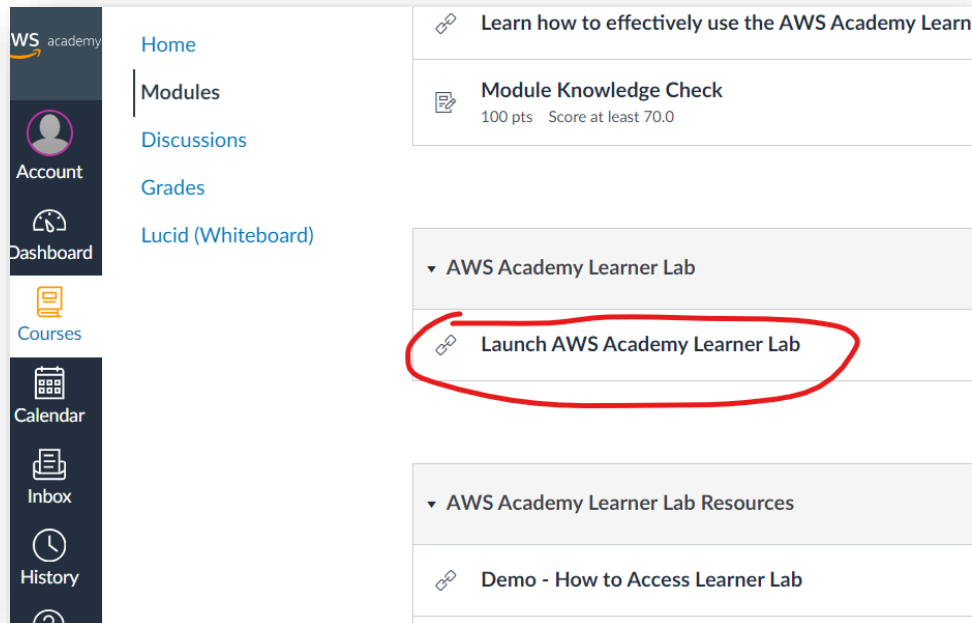 aws academy
Account
Dashboard
Courses
Calendar
Inbox
History
Home
Modules
Discussions
Grades
Lucid (Whiteboard)
Learn how to effectively use the AWS Academy Learn
Module Knowledge Check
100 pts Score at least 70.0
AWS Academy Learner Lab
Launch AWS Academy Learner Lab
AWS Academy Learner Lab Resources
Demo - How to Access Learner Lab